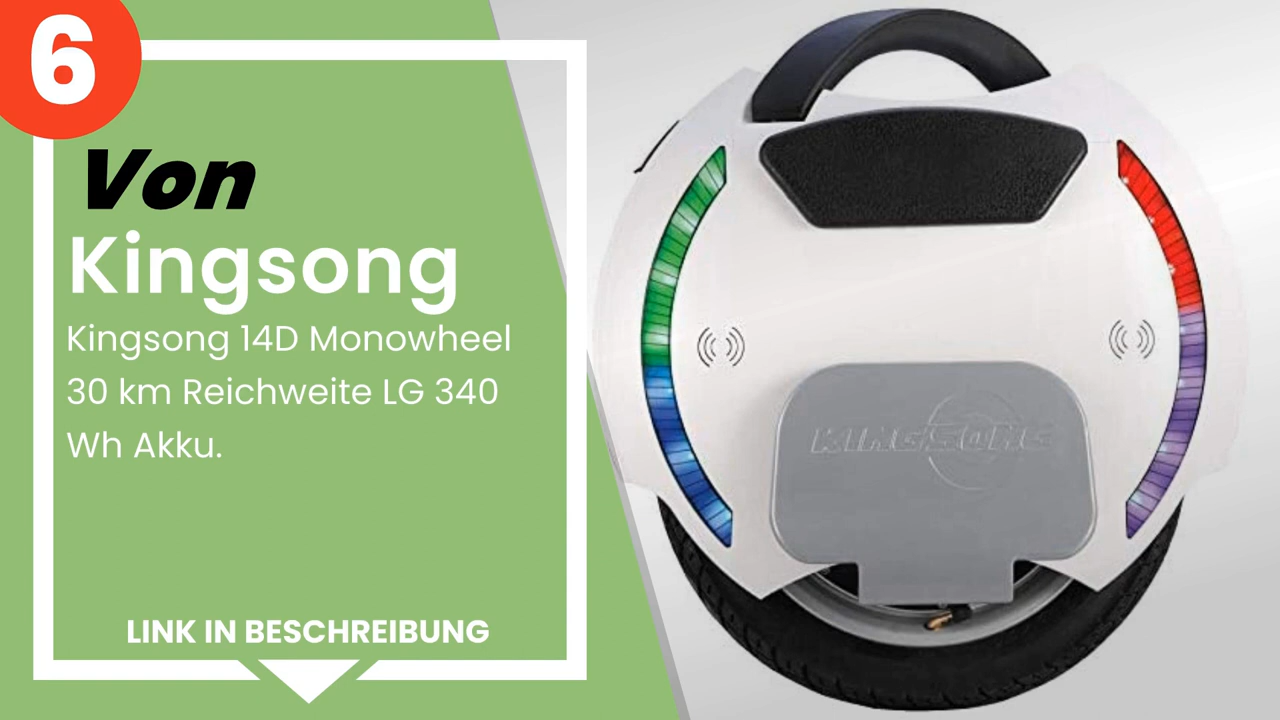 6
Von
Kingsong
Kingsong 14D Monowheel
30 km Reichweite LG 340
Wh Akku.
LINK IN BESCHREIBUNG
KINGSONG